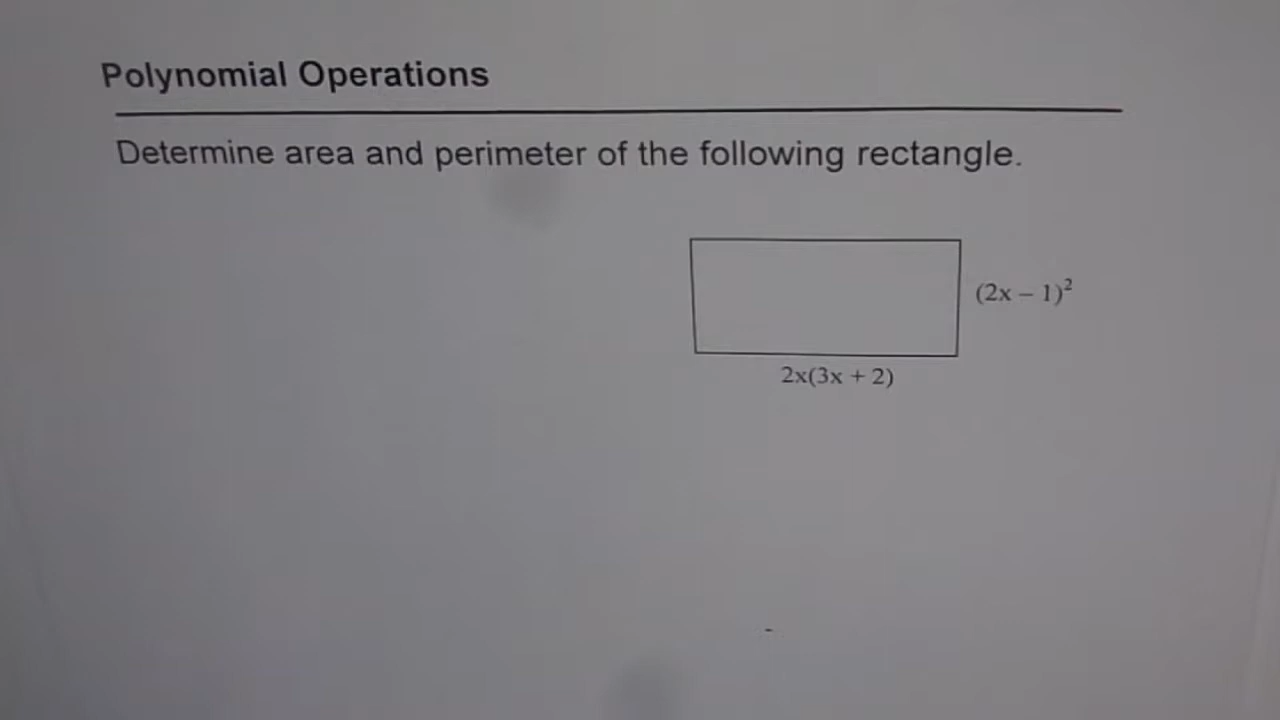 Polynomial Operations
Determine area and perimeter of the following rectangle.
(2x – 1)²
2x(3x + 2)